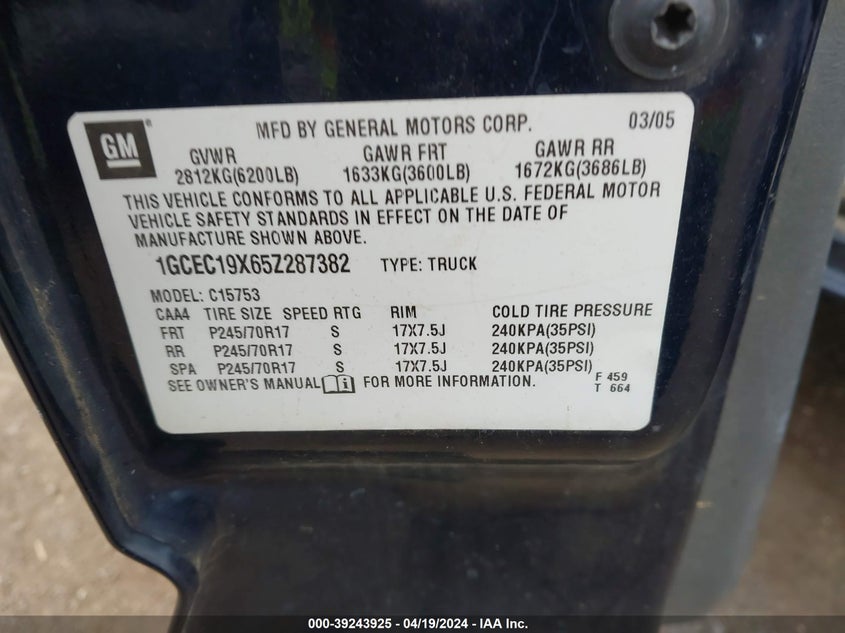 GM
MFD BY GENERAL MOTORS CORP. 03/05
GVWR GAWR FRT GAWR RR
2812KG(6200LB) 1633KG(3600LB) 1672KG(3686LB)
THIS VEHICLE CONFORMS TO ALL APPLICABLE U.S. FEDERAL MOTOR
VEHICLE SAFETY STANDARDS IN EFFECT ON THE DATE OF
MANUFACTURE SHOWN ABOVE.
1GCEC19X65Z287382 TYPE: TRUCK
MODEL: C15753
CAA4 TIRE SIZE SPEED RTG RIM COLD TIRE PRESSURE
FRT P245/70R17 S 17X7.5J 240KPA(35PSI)
RR P245/70R17 S 17X7.5J 240KPA(35PSI)
SPA P245/70R17 S 17X7.5J 240KPA(35PSI)
SEE OWNER'S MANUAL FOR MORE INFORMATION.
F 459
T 664
000-39243925 - 04/19/2024 - IAA Inc.